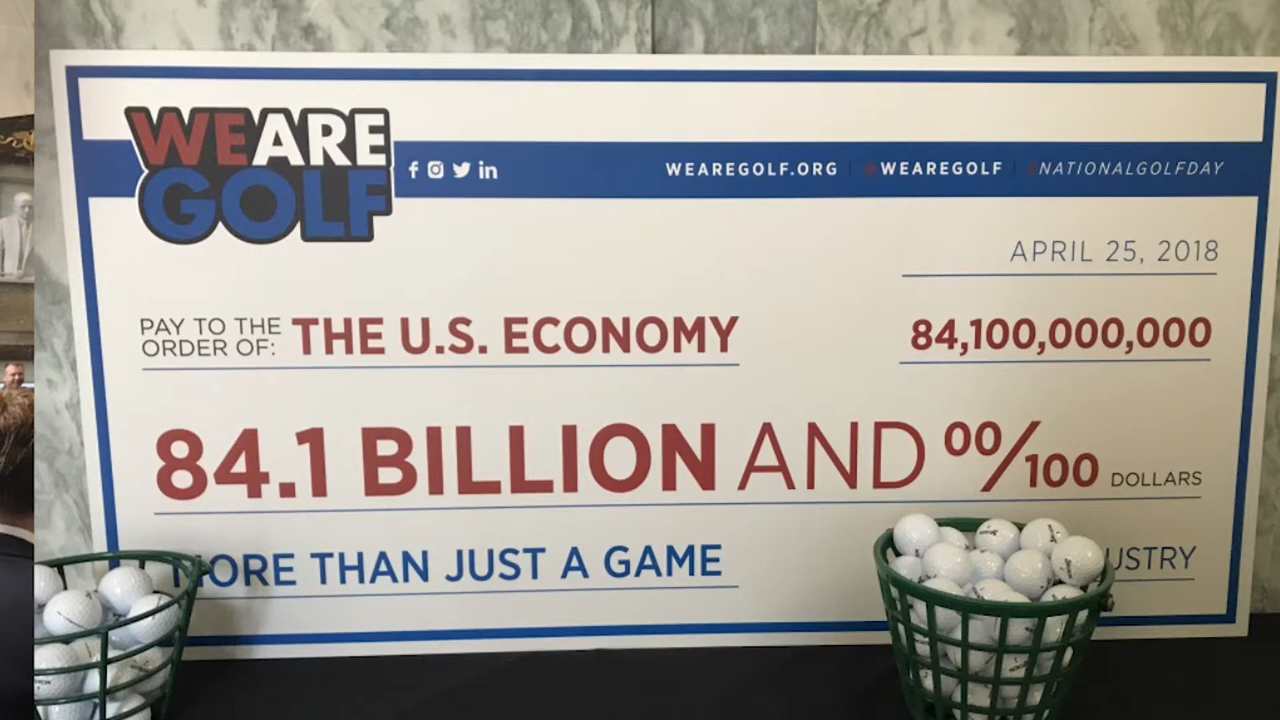 WE ARE
GOLF
WEAREGOLF.ORG #WEAREGOLF #NATIONALGOLFDAY
APRIL 25, 2018
PAY TO THE
ORDER OF: THE U.S. ECONOMY 84,100,000,000
84.1 BILLION AND 00/100 DOLLARS
MORE THAN JUST A GAME